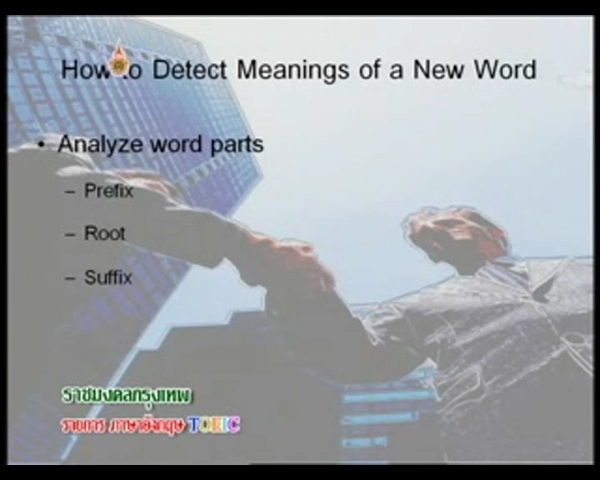 How to Detect Meanings of a New Word
• Analyze word parts
– Prefix
– Root
– Suffix
ราชมงคลกรุงเทพ
รายการ ภาษาอังกฤษ TOEIC